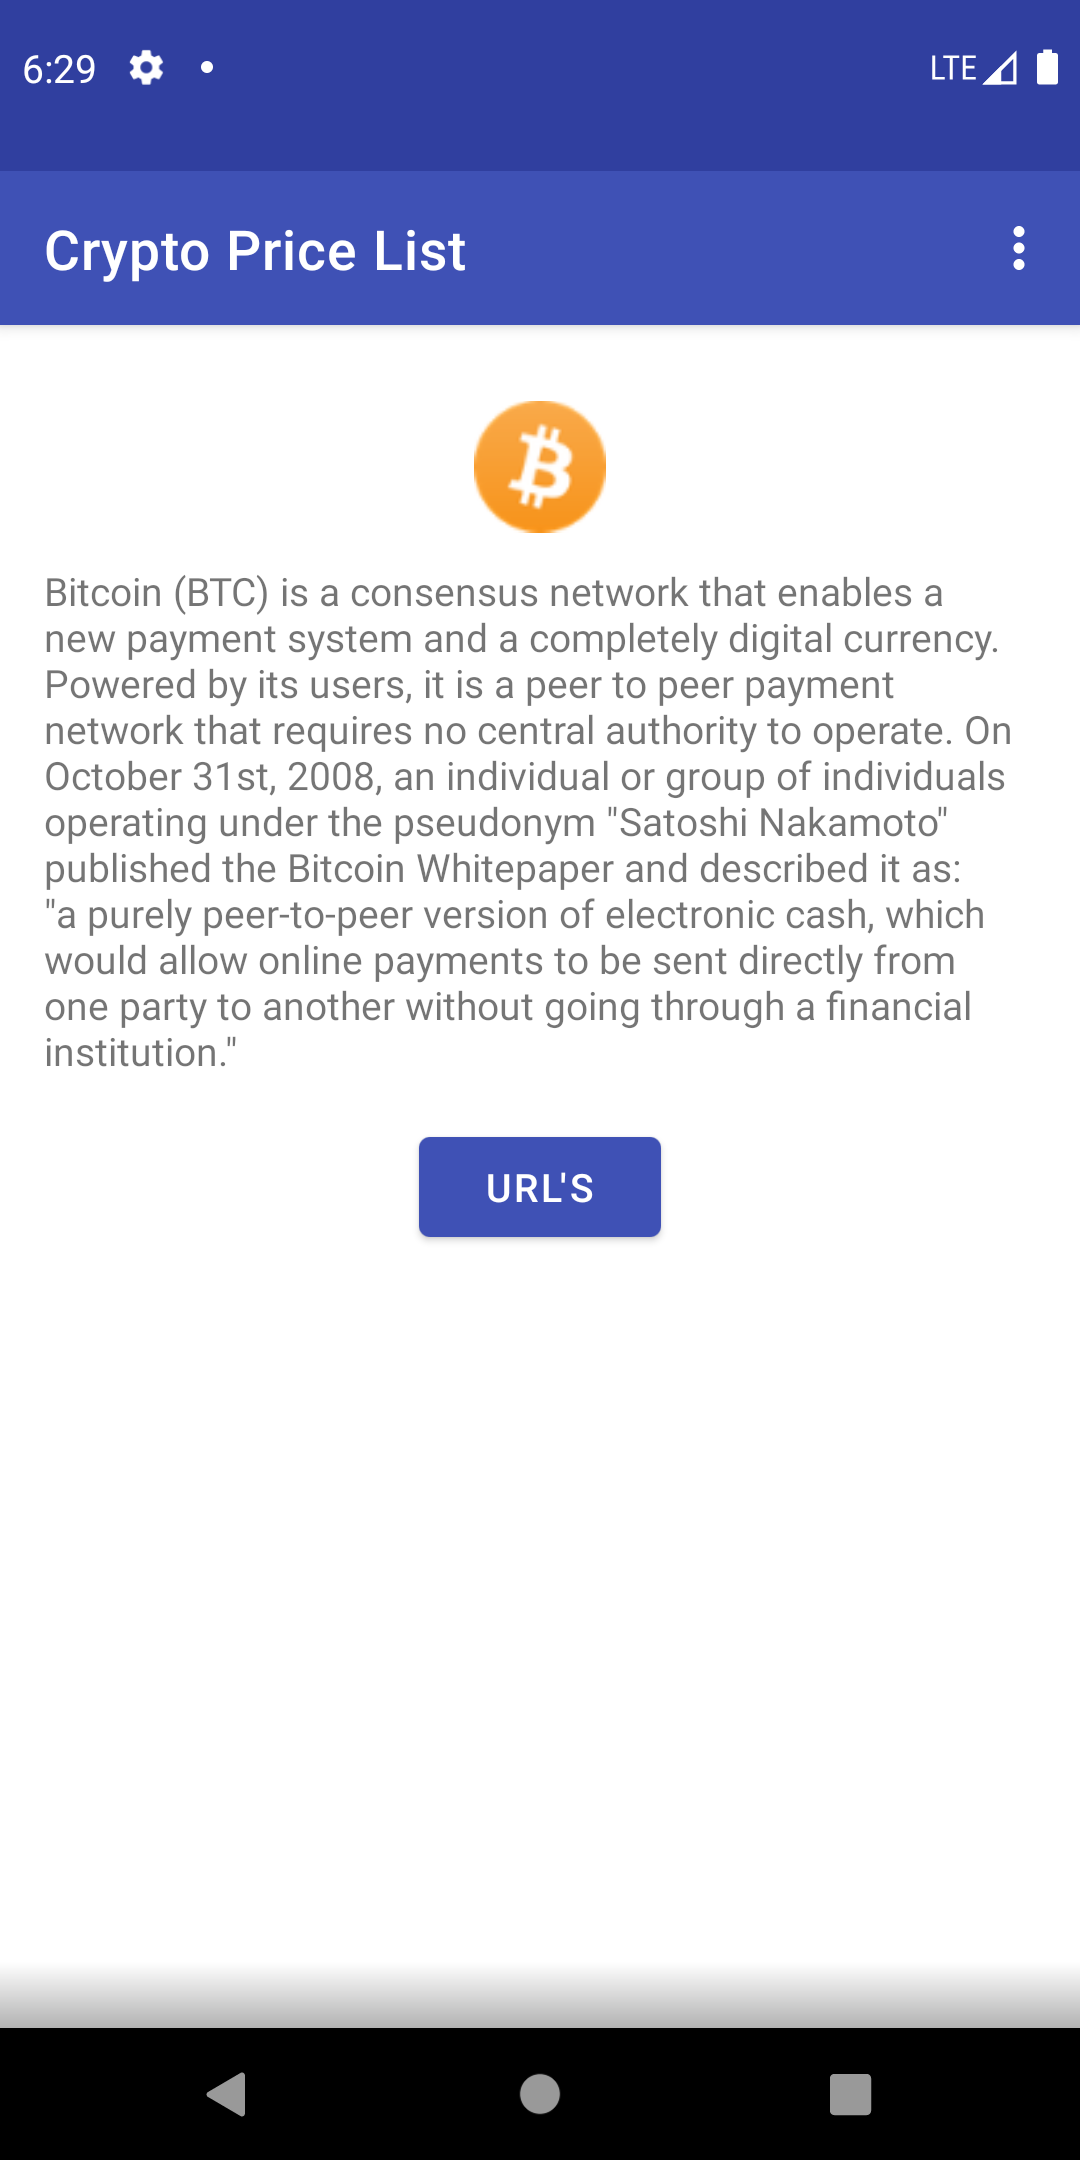 6:29
LTE
Crypto Price List
Bitcoin (BTC) is a consensus network that enables a
new payment system and a completely digital currency.
Powered by its users, it is a peer to peer payment
network that requires no central authority to operate. On
October 31st, 2008, an individual or group of individuals
operating under the pseudonym "Satoshi Nakamoto"
published the Bitcoin Whitepaper and described it as:
"a purely peer-to-peer version of electronic cash, which
would allow online payments to be sent directly from
one party to another without going through a financial
institution."
URL'S